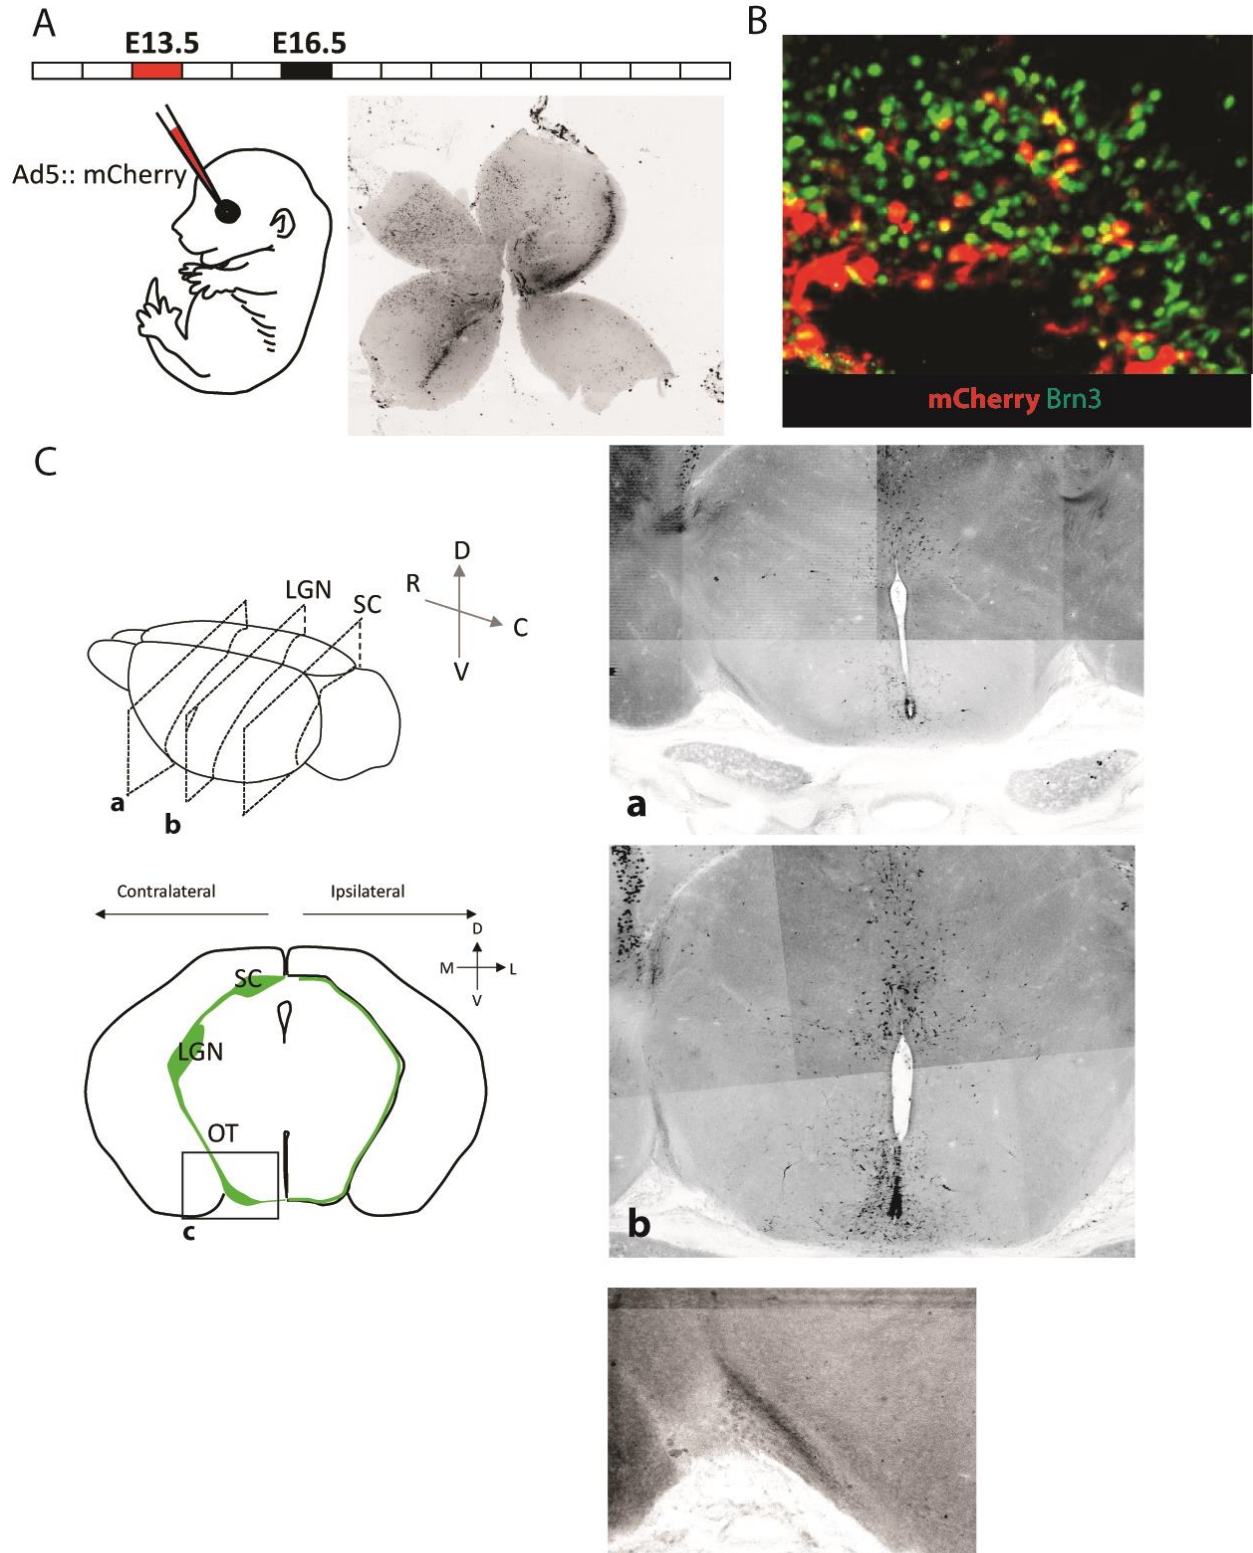 A
E13.5
E16.5
Ad5:: mCherry
B
mCherry Brn3
C
LGN
SC
D
R
C
V
a
b
Contralateral
Ipsilateral
D
M
L
V
SC
LGN
OT
c
a
b